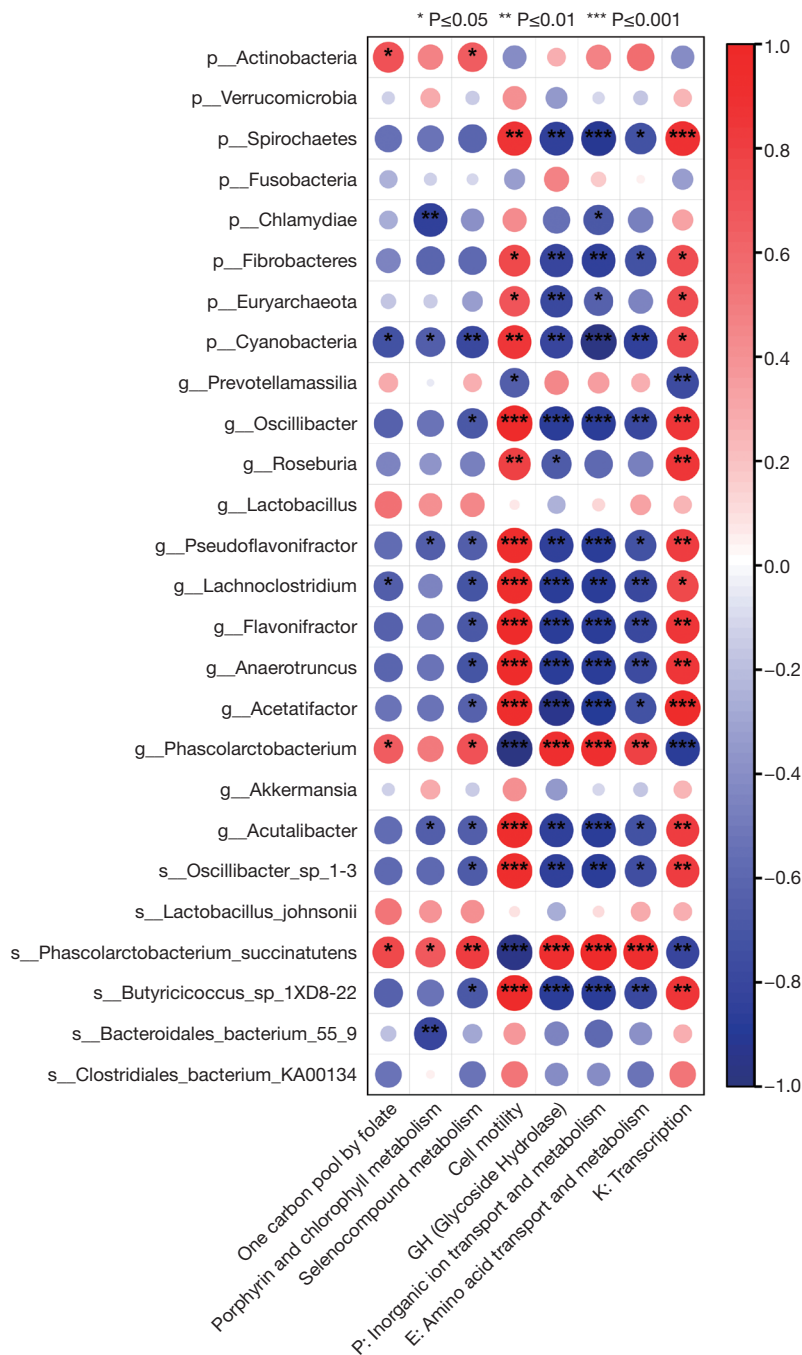 * P≤0.05 ** P≤0.01 *** P≤0.001
p__Actinobacteria * * 1.0
p__Verrucomicrobia
p__Spirochaetes ** ** *** * *** 0.8
p__Fusobacteria
p__Chlamydiae ** *
p__Fibrobacteres * ** ** * * 0.6
p__Euryarchaeota * ** * *
p__Cyanobacteria * * ** ** ** *** ** * 0.4
g__Prevotellamassilia * **
g__Oscillibacter * *** *** *** ** **
g__Roseburia ** * ** 0.2
g__Lactobacillus
g__Pseudoflavonifractor * * *** ** *** * **
0.0
g__Lachnoclostridium * * *** *** ** ** *
g__Flavonifractor * *** *** *** ** **
g__Anaerotruncus * *** *** *** ** ** −0.2
g__Acetatifactor * *** *** *** * ***
g__Phascolarctobacterium * * *** *** *** ** *** −0.4
g__Akkermansia
g__Acutalibacter * * *** ** *** * **
s__Oscillibacter_sp_1-3 * *** ** ** * ** −0.6
s__Lactobacillus_johnsonii
s__Phascolarctobacterium_succinatutens * * ** *** *** *** *** **
s__Butyricicoccus_sp_1XD8-22 * *** *** *** ** ** −0.8
s__Bacteroidales_bacterium_55_9 **
s__Clostridiales_bacterium_KA00134 −1.0
One carbon pool by folate
Porphyrin and chlorophyll metabolism
Selenocompound metabolism
Cell motility
GH (Glycoside Hydrolase)
P: Inorganic ion transport and metabolism
E: Amino acid transport and metabolism
K: Transcription